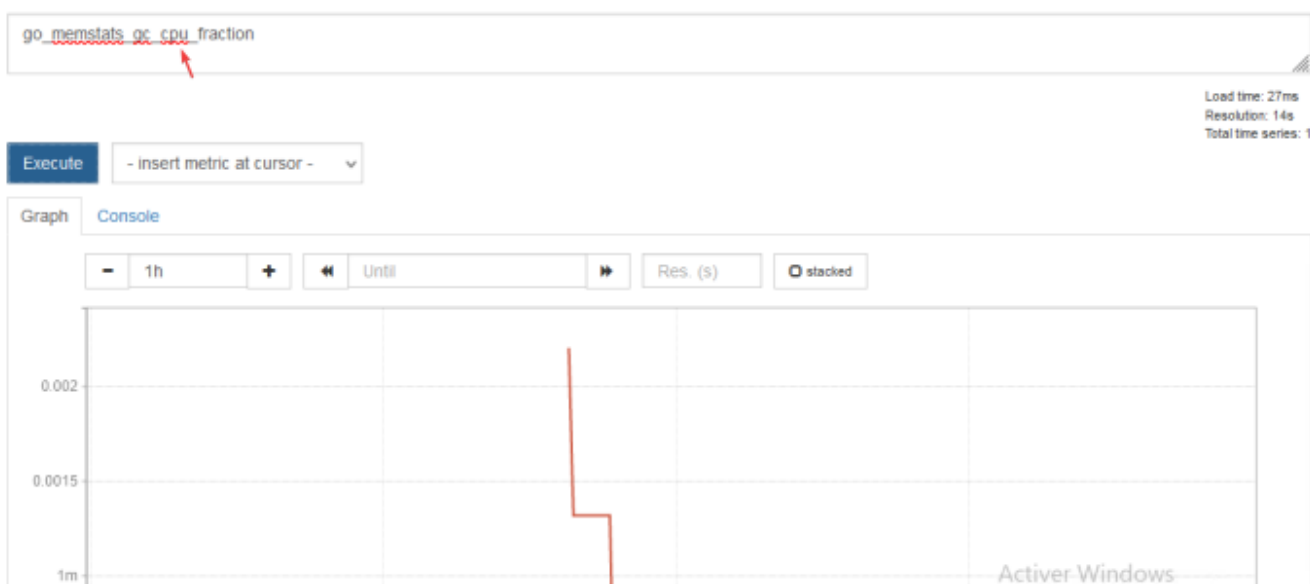 go_memstats_gc_cpu_fraction
Load time: 27ms
Resolution: 14s
Total time series: 1
Execute
- insert metric at cursor -
Graph Console
1h Until Res. (s) stacked
0.002
0.0015
1m
Activer Windows